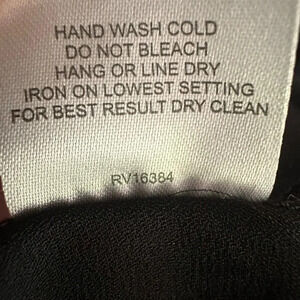 HAND WASH COLD
DO NOT BLEACH
HANG OR LINE DRY
IRON ON LOWEST SETTING
FOR BEST RESULT DRY CLEAN
RV16384